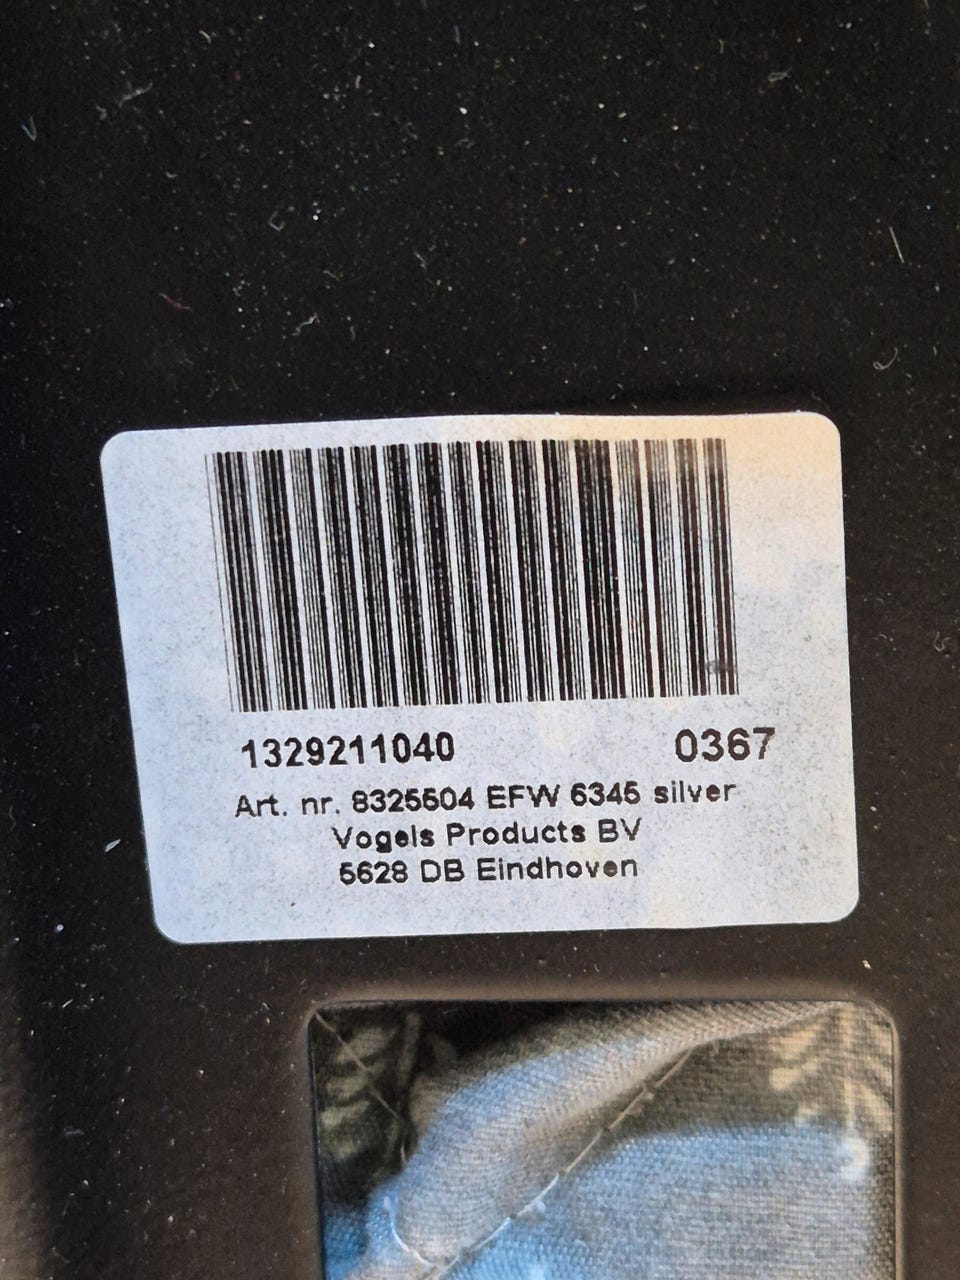 1329211040 0367
Art. nr. 8325504 EFW 6345 silver
Vogels Products BV
5628 DB Eindhoven